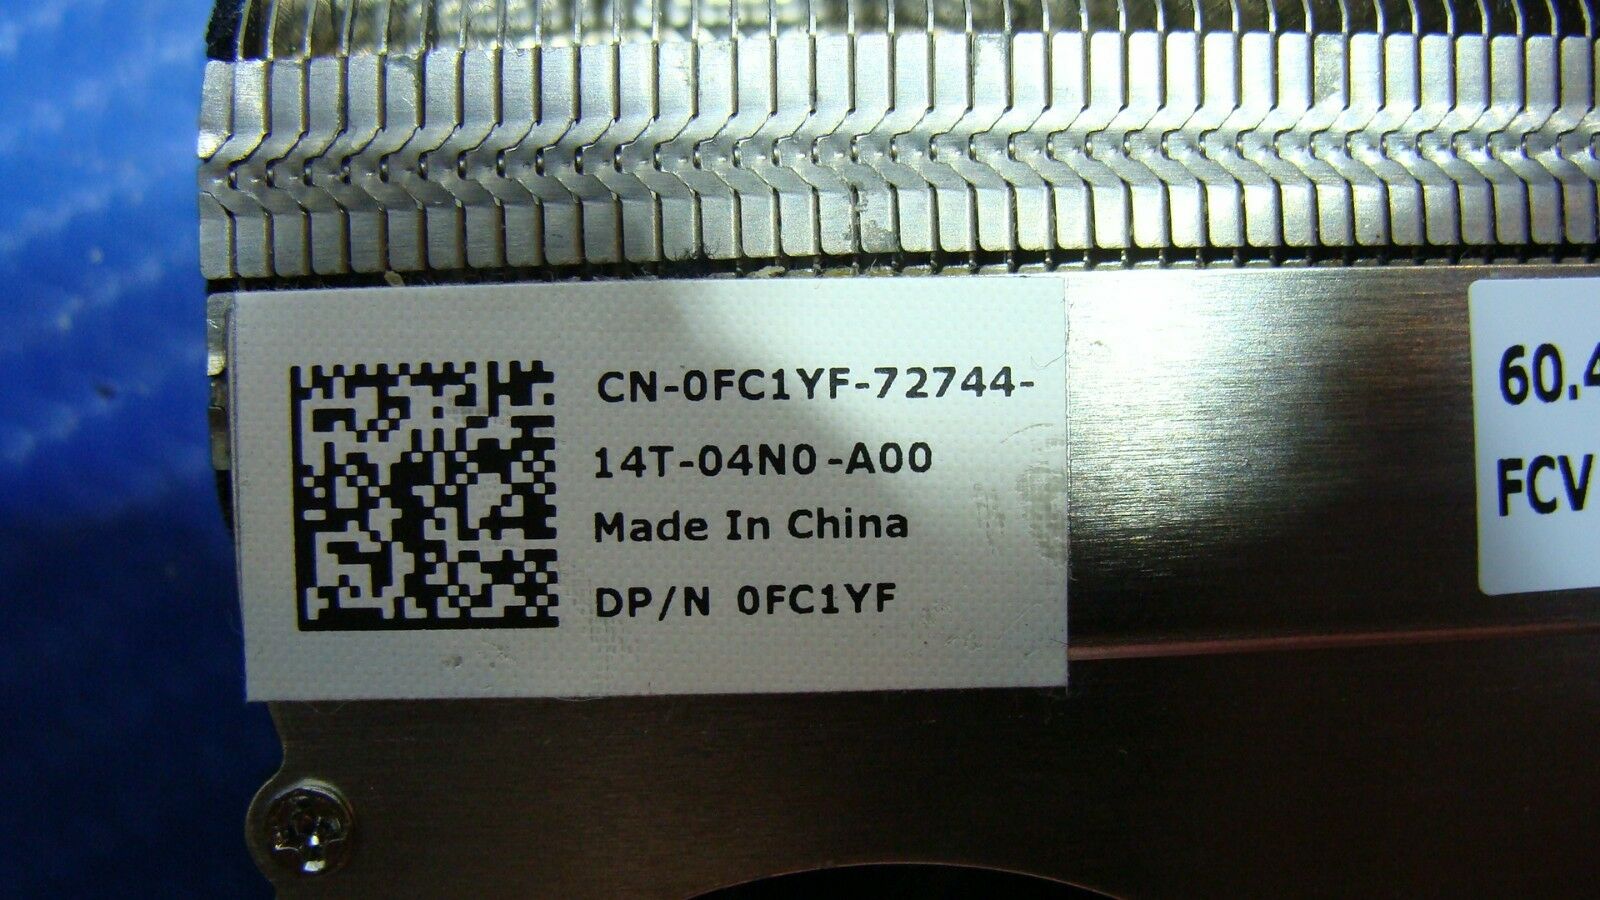 CN-0FC1YF-72744-
14T-04N0-A00
Made In China
DP/N 0FC1YF
60.4
FCV